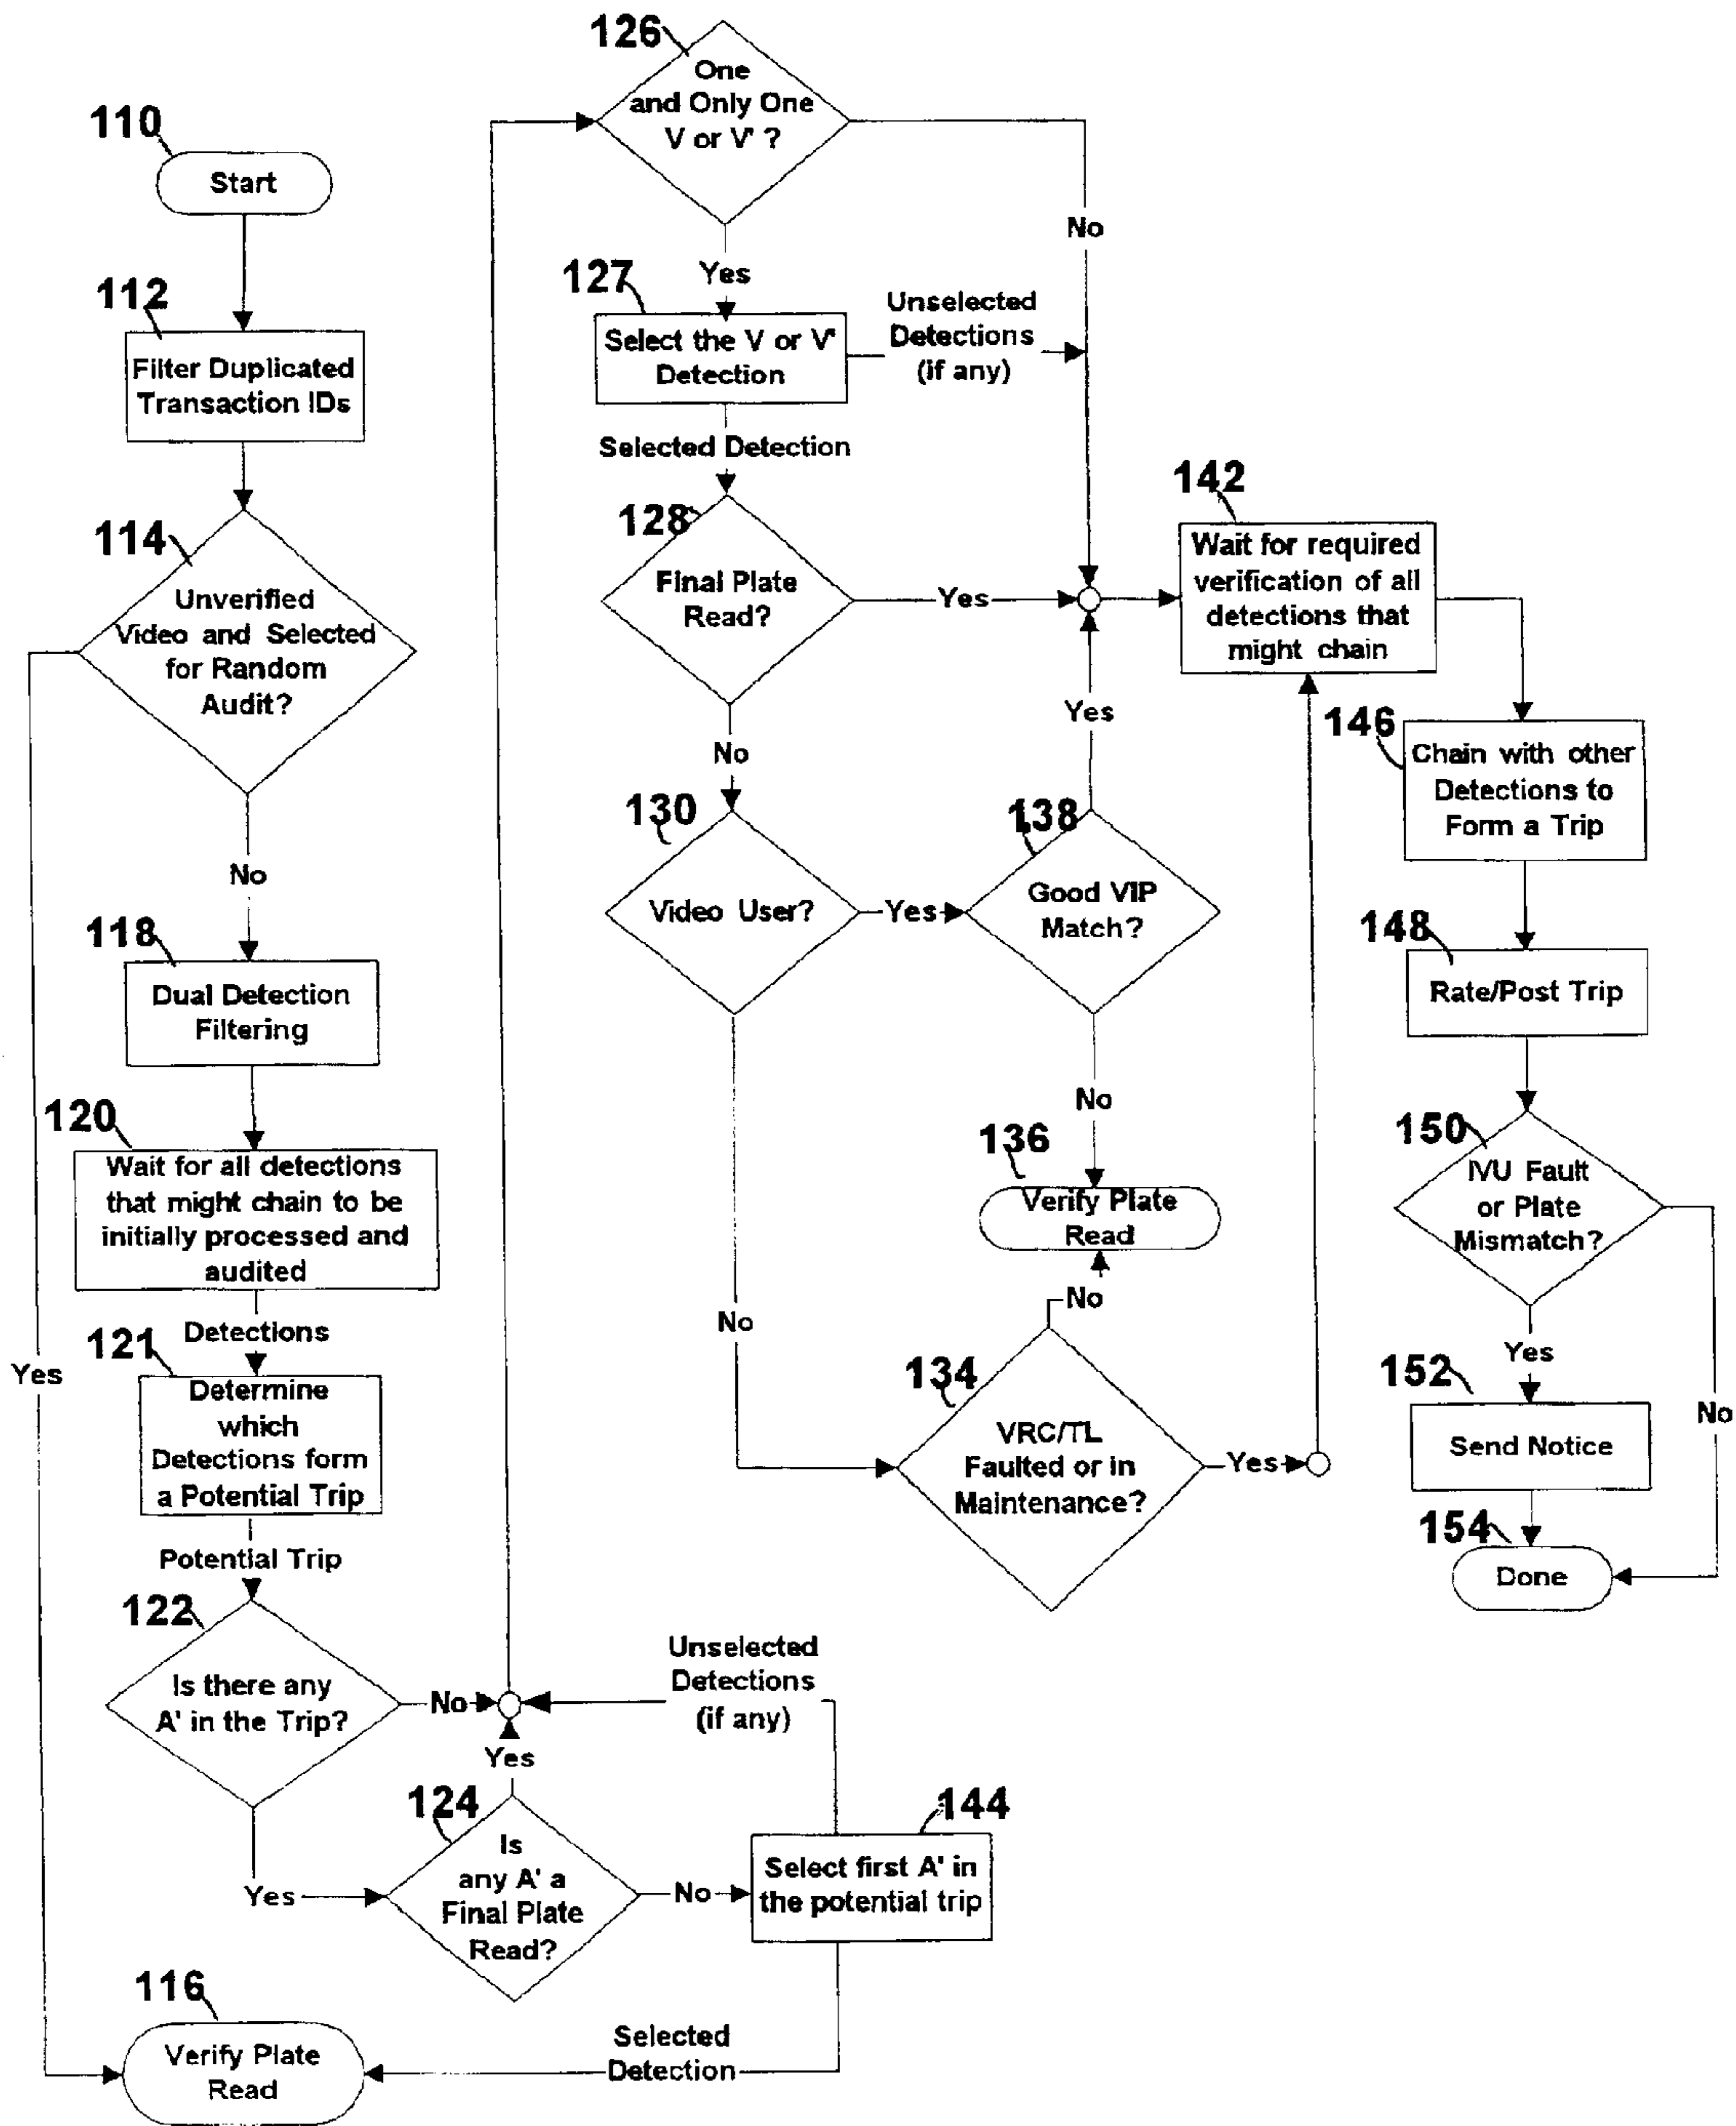 110
Start
112
Filter Duplicated
Transaction IDs
114
Unverified
Video and Selected
for Random
Audit?
Yes
No
118
Dual Detection
Filtering
120
Wait for all detections
that might chain to be
initially processed and
audited
Detections
121
Determine
which
Detections form
a Potential Trip
Potential Trip
122
Is there any
A' in the Trip?
No
Yes
124
Is
any A' a
Final Plate
Read?
Yes
No
144
Select first A' in
the potential trip
Unselected
Detections
(if any)
Selected
Detection
116
Verify Plate
Read
126
One
and Only One
V or V' ?
No
Yes
127
Select the V or V'
Detection
Unselected
Detections
(if any)
Selected Detection
128
Final Plate
Read?
Yes
No
130
Video User?
Yes
No
138
Good VIP
Match?
Yes
No
136
Verify Plate
Read
No
134
VRC/TL
Faulted or in
Maintenance?
Yes
142
Wait for required
verification of all
detections that
might chain
146
Chain with other
Detections to
Form a Trip
148
Rate/Post Trip
150
IVU Fault
or Plate
Mismatch?
Yes
No
152
Send Notice
154
Done